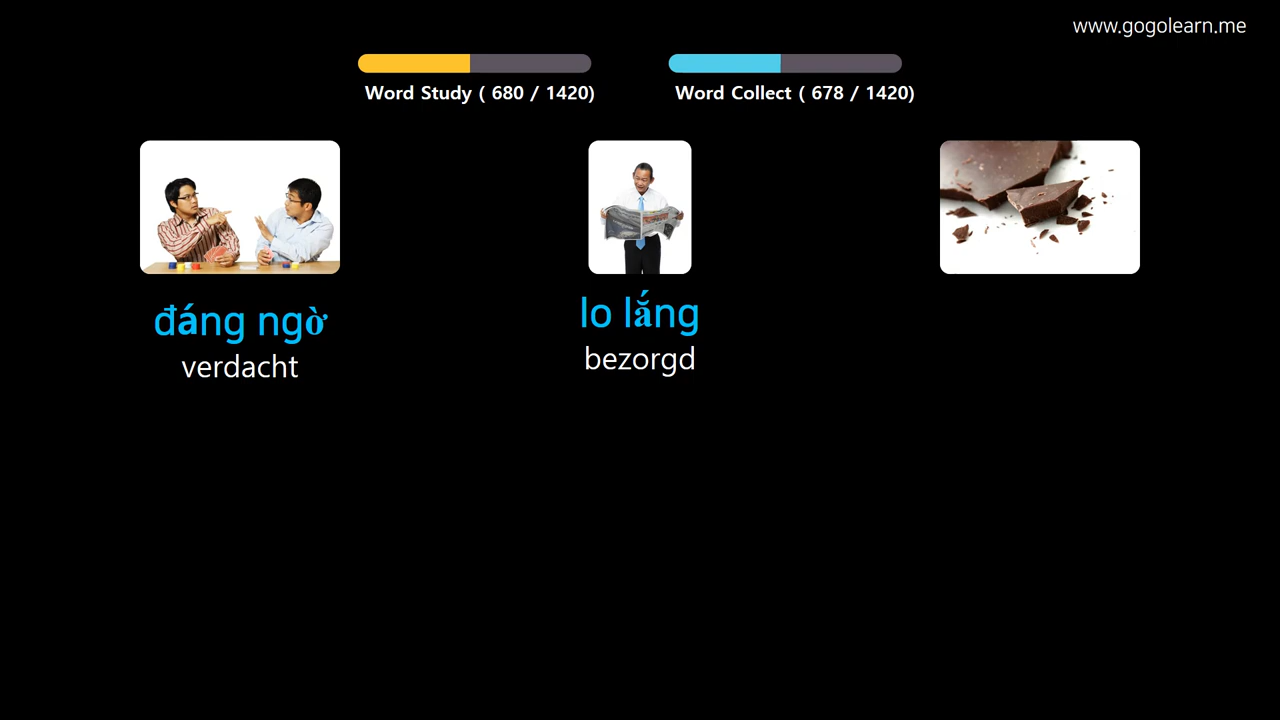 www.gogolearn.me
Word Study ( 680 / 1420)
Word Collect ( 678 / 1420)
đáng ngờ
verdacht
lo lắng
bezorgd